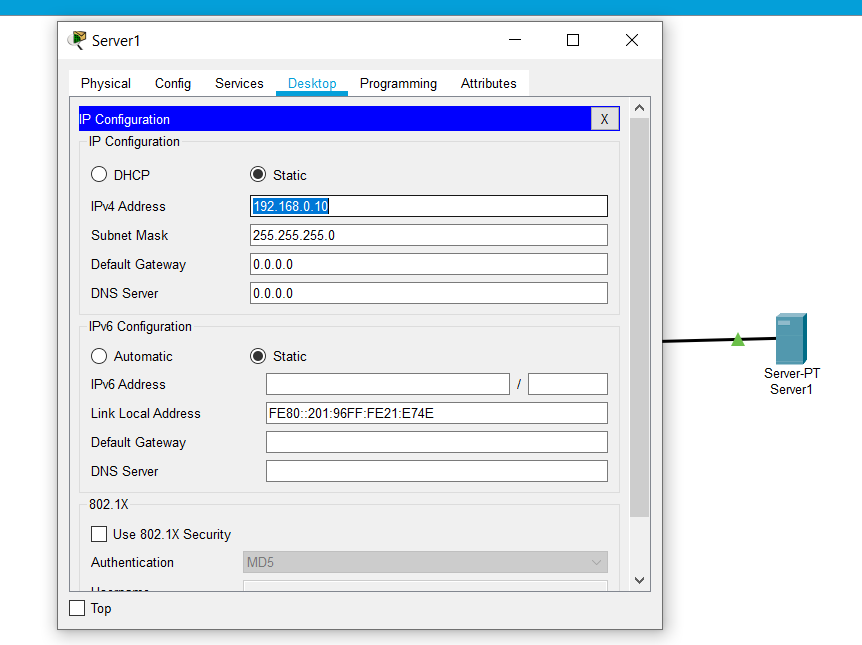 Server1
Physical Config Services Desktop Programming Attributes
IP Configuration X
IP Configuration
DHCP Static
IPv4 Address 192.168.0.10
Subnet Mask 255.255.255.0
Default Gateway 0.0.0.0
DNS Server 0.0.0.0
IPv6 Configuration
Automatic Static
IPv6 Address /
Link Local Address FE80::201:96FF:FE21:E74E
Default Gateway
DNS Server
802.1X
Use 802.1X Security
Authentication MD5
Username
Top
Server-PT
Server1